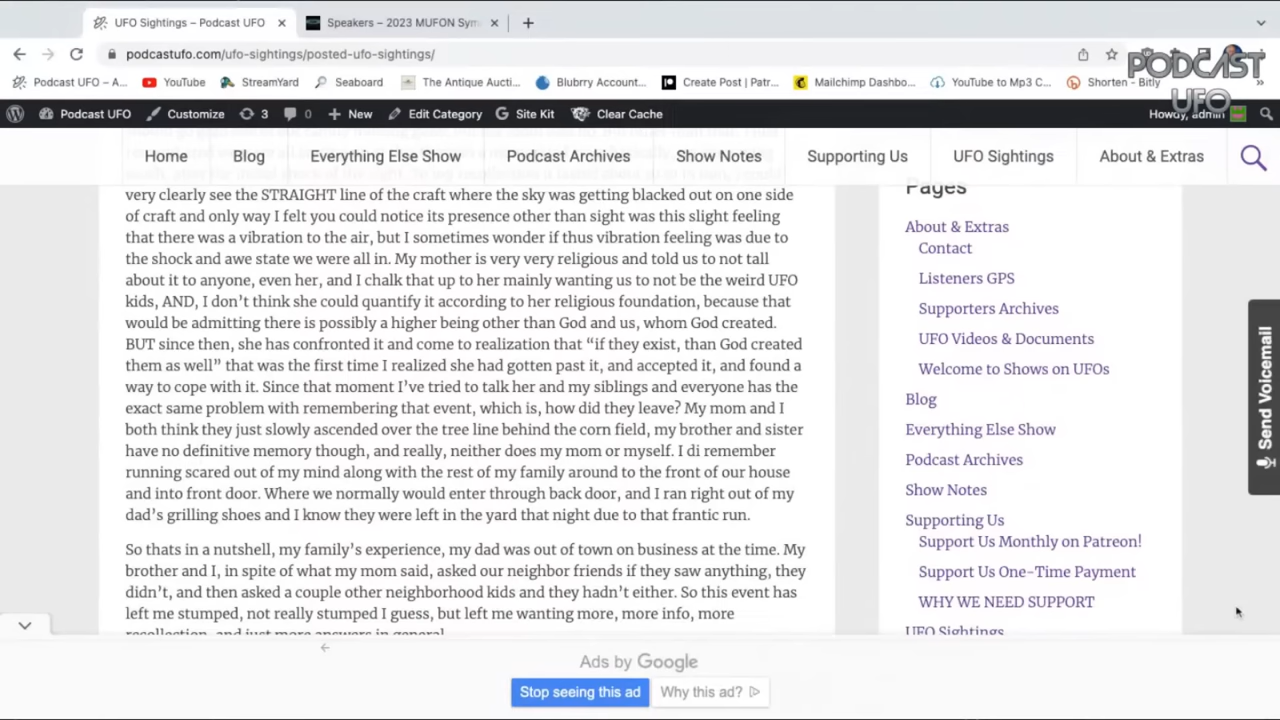 UFO Sightings – Podcast UFO
Speakers – 2023 MUFON Sym
podcastufo.com/ufo-sightings/posted-ufo-sightings/
PODCAST
UFO
Podcast UFO – A...
YouTube
StreamYard
Seaboard
The Antique Aucti...
Blubrry Account...
Create Post | Patr...
Mailchimp Dashbo...
YouTube to Mp3 C...
Shorten - Bitly
Podcast UFO
Customize
3
0
New
Edit Category
Site Kit
Clear Cache
Howdy, admin
Home
Blog
Everything Else Show
Podcast Archives
Show Notes
Supporting Us
UFO Sightings
About & Extras
very clearly see the STRAIGHT line of the craft where the sky was getting blacked out on one side
of craft and only way I felt you could notice its presence other than sight was this slight feeling
that there was a vibration to the air, but I sometimes wonder if thus vibration feeling was due to
the shock and awe state we were all in. My mother is very very religious and told us to not tall
about it to anyone, even her, and I chalk that up to her mainly wanting us to not be the weird UFO
kids, AND, I don’t think she could quantify it according to her religious foundation, because that
would be admitting there is possibly a higher being other than God and us, whom God created.
BUT since then, she has confronted it and come to realization that “if they exist, than God created
them as well” that was the first time I realized she had gotten past it, and accepted it, and found a
way to cope with it. Since that moment I’ve tried to talk her and my siblings and everyone has the
exact same problem with remembering that event, which is, how did they leave? My mom and I
both think they just slowly ascended over the tree line behind the corn field, my brother and sister
have no definitive memory though, and really, neither does my mom or myself. I di remember
running scared out of my mind along with the rest of my family around to the front of our house
and into front door. Where we normally would enter through back door, and I ran right out of my
dad’s grilling shoes and I know they were left in the yard that night due to that frantic run.
So thats in a nutshell, my family’s experience, my dad was out of town on business at the time. My
brother and I, in spite of what my mom said, asked our neighbor friends if they saw anything, they
didn’t, and then asked a couple other neighborhood kids and they hadn’t either. So this event has
left me stumped, not really stumped I guess, but left me wanting more, more info, more
recollection, and just more answers in general.
Pages
About & Extras
Contact
Listeners GPS
Supporters Archives
UFO Videos & Documents
Welcome to Shows on UFOs
Blog
Everything Else Show
Podcast Archives
Show Notes
Supporting Us
Support Us Monthly on Patreon!
Support Us One-Time Payment
WHY WE NEED SUPPORT
UFO Sightings
Send Voicemail
Ads by Google
Stop seeing this ad
Why this ad?